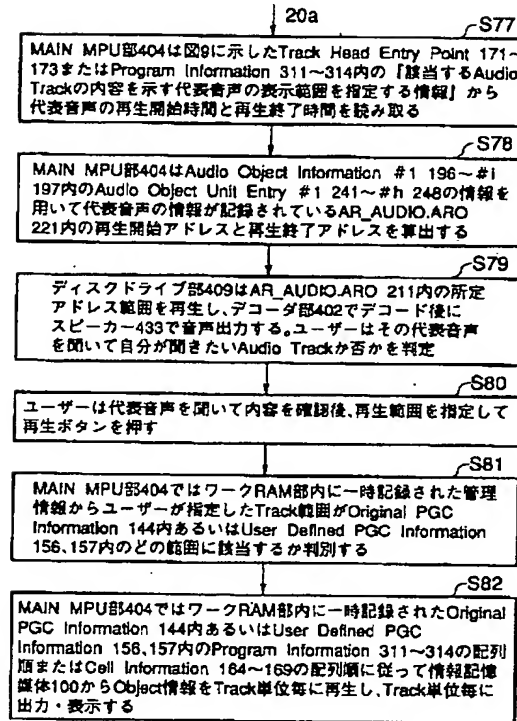 20a
S77
MAIN MPU部404は図9に示したTrack Head Entry Point 171~
173またはProgram Information 311~314内の『該当するAudio
Trackの内容を示す代表音声の表示範囲を指定する情報』から
代表音声の再生開始時間と再生終了時間を読み取る
S78
MAIN MPU部404はAudio Object Information #1 196~#i
197内のAudio Object Unit Entry #1 241~#h 248の情報を
用いて代表音声の情報が記録されているAR_AUDIO.ARO
221内の再生開始アドレスと再生終了アドレスを算出する
S79
ディスクドライブ部409はAR_AUDIO.ARO 211内の所定
アドレス範囲を再生し、デコーダ部402でデコード後に
スピーカー433で音声出力する。ユーザーはその代表音声
を聞いて自分が聞きたいAudio Trackか否かを判定
S80
ユーザーは代表音声を聞いて内容を確認後、再生範囲を指定して
再生ボタンを押す
S81
MAIN MPU部404ではワークRAM部内に一時記録された管理
情報からユーザーが指定したTrack範囲がOriginal PGC
Information 144内あるいはUser Defined PGC Information
156、157内のどの範囲に該当するか判別する
S82
MAIN MPU部404ではワークRAM部内に一時記録されたOriginal
PGC Information 144内あるいはUser Defined PGC
Information 156、157内のProgram Information 311~314の配列
順またはCell Information 164~169の配列順に従って情報記憶
媒体100からObject情報をTrack単位毎に再生し、Track単位毎に
出力・表示する